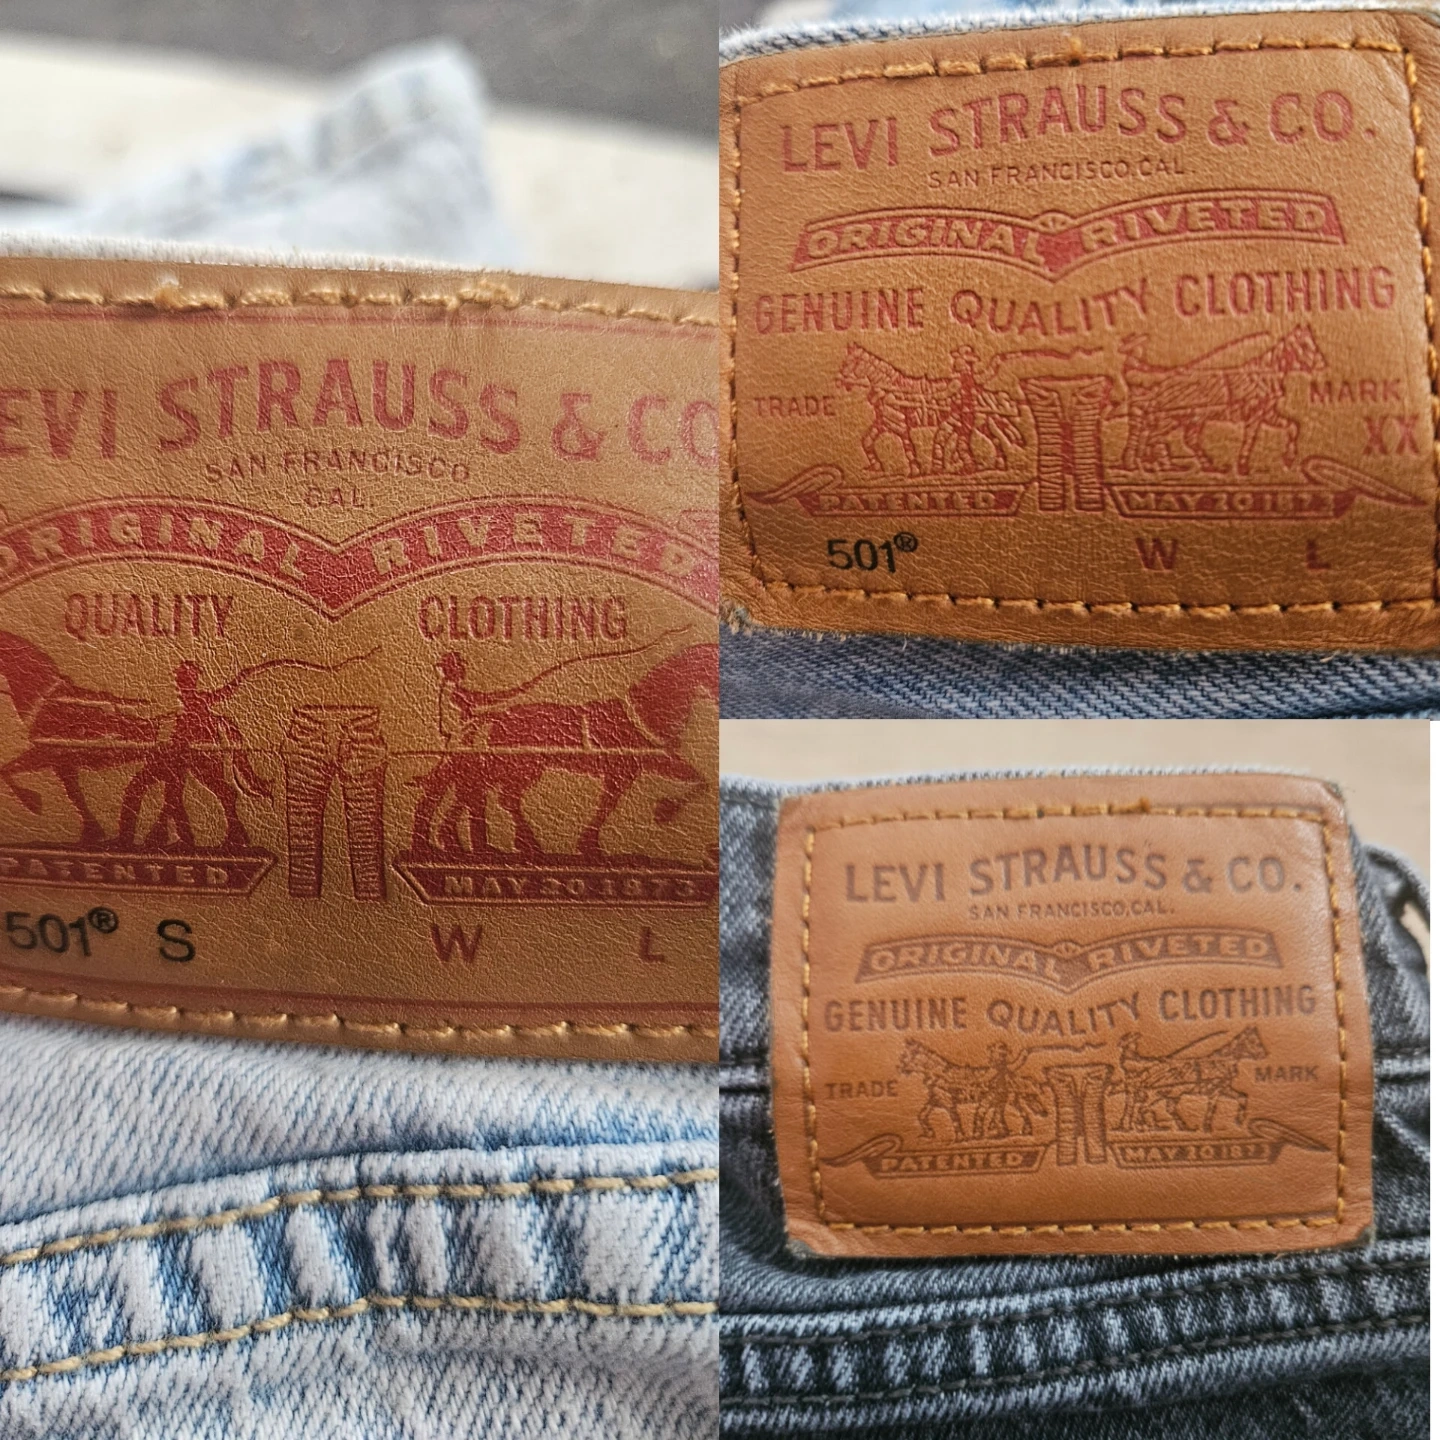 LEVI STRAUSS & CO
SAN FRANCISCO
CAL.
ORIGINAL RIVETED
QUALITY CLOTHING
PATENTED MAY 20 1873
501® S W L
LEVI STRAUSS & CO.
SAN FRANCISCO, CAL.
ORIGINAL RIVETED
GENUINE QUALITY CLOTHING
TRADE MARK
XX
PATENTED MAY 20 1873
501® W L
LEVI STRAUSS & CO.
SAN FRANCISCO, CAL.
ORIGINAL RIVETED
GENUINE QUALITY CLOTHING
TRADE MARK
PATENTED MAY 20 1873